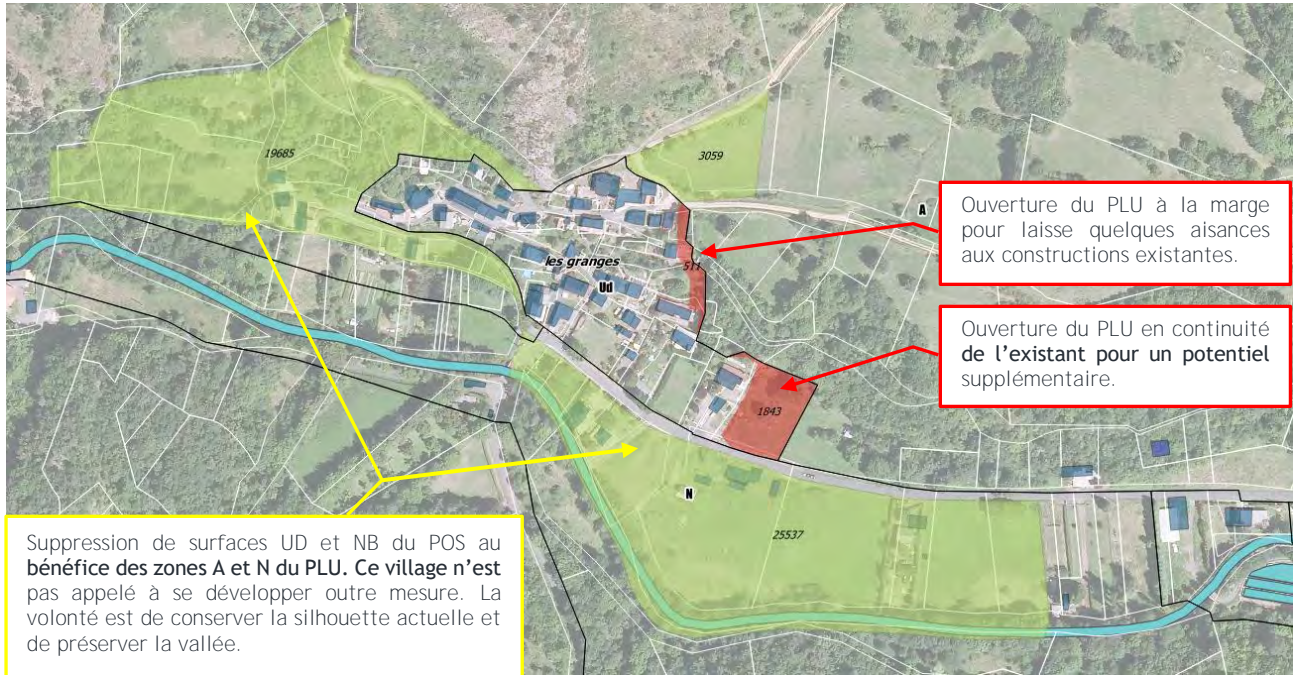 19685
3059
A
les granges
Ud
511
1843
N
25537
Ouverture du PLU à la marge
pour laisse quelques aisances
aux constructions existantes.
Ouverture du PLU en continuité
de l’existant pour un potentiel
supplémentaire.
Suppression de surfaces UD et NB du POS au
bénéfice des zones A et N du PLU. Ce village n’est
pas appelé à se développer outre mesure. La
volonté est de conserver la silhouette actuelle et
de préserver la vallée.